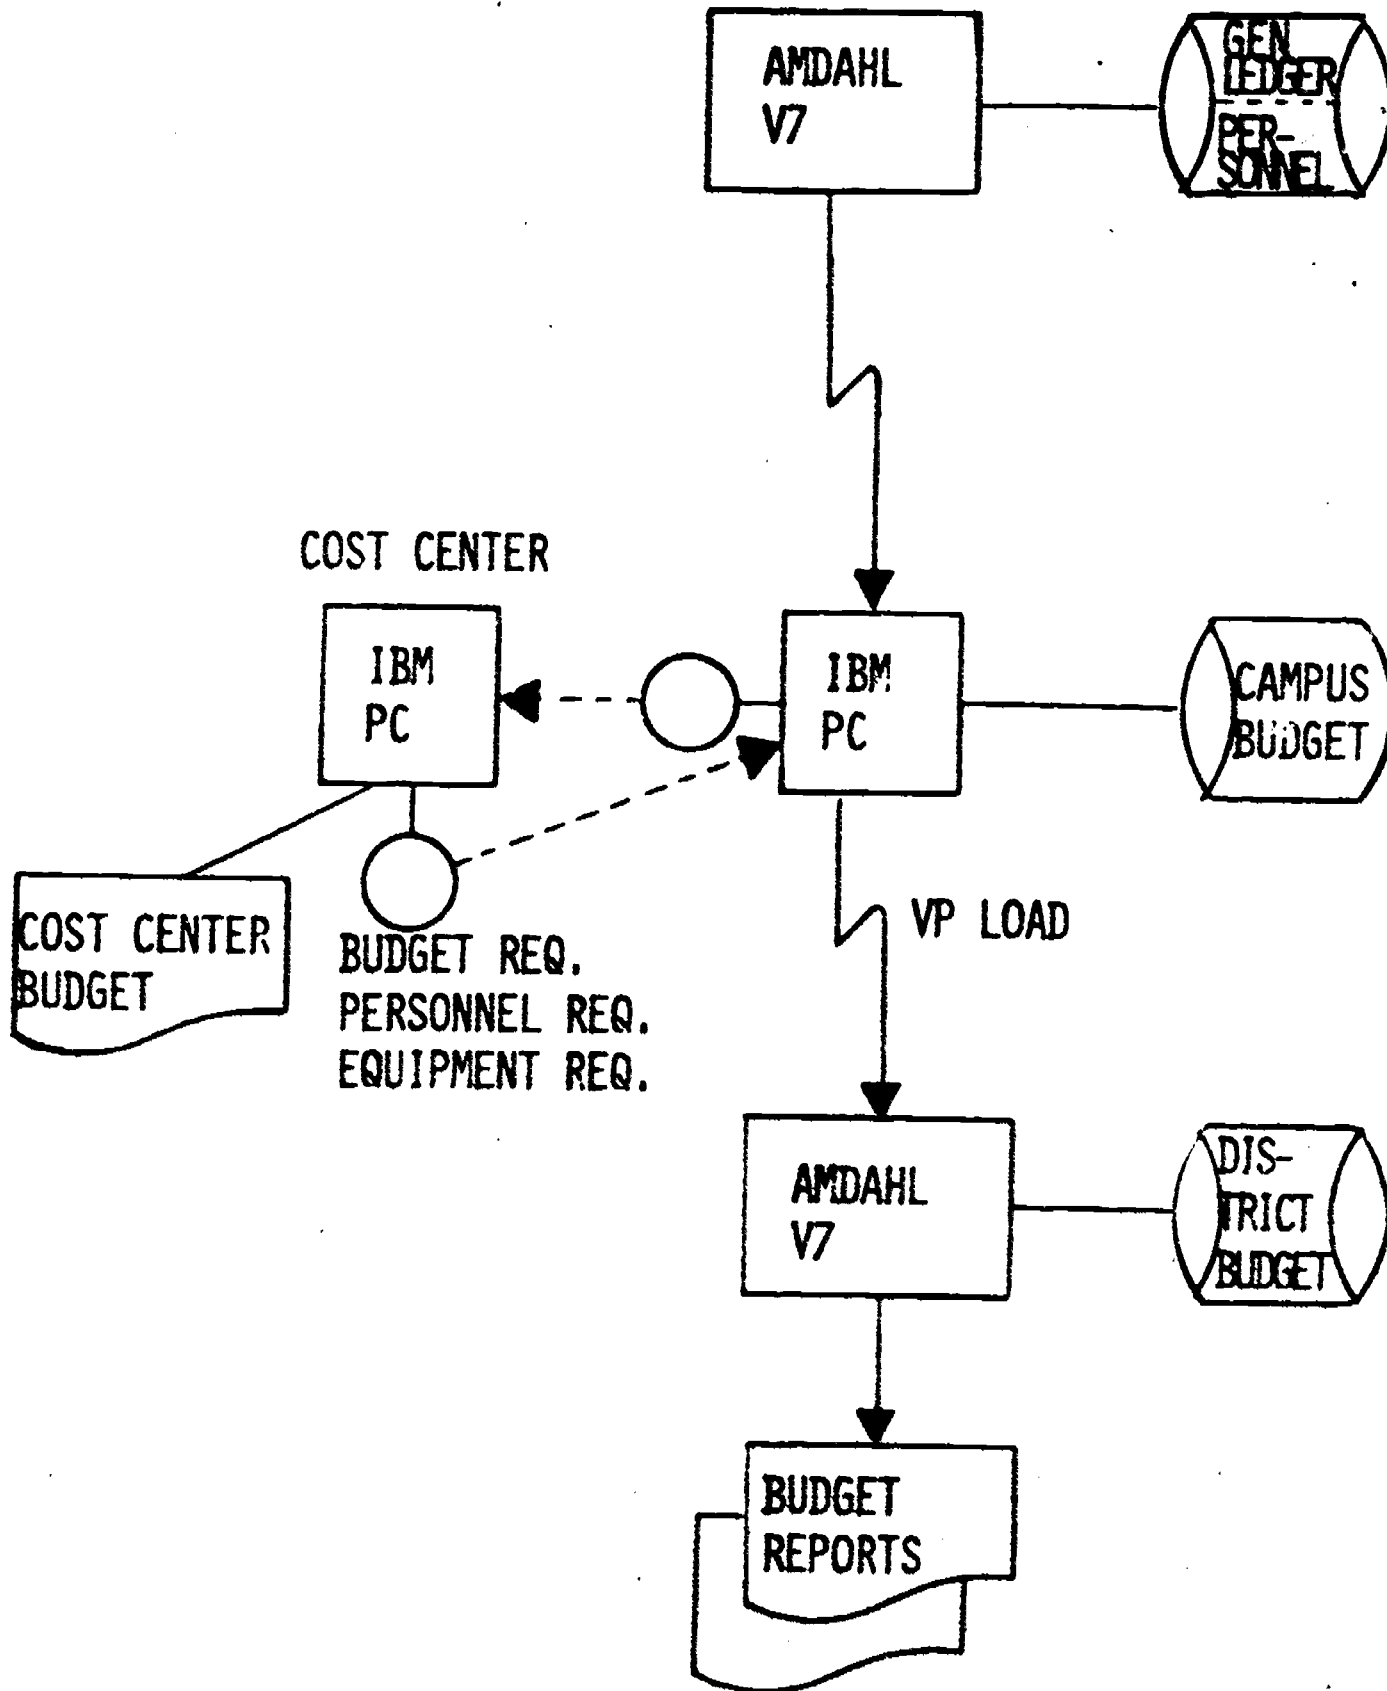 AMDAHL
V7
GEN
LEDGER
PER-
SONNEL
COST CENTER
IBM
PC
IBM
PC
CAMPUS
BUDGET
COST CENTER
BUDGET
BUDGET REQ.
PERSONNEL REQ.
EQUIPMENT REQ.
VP LOAD
AMDAHL
V7
DIS-
TRICT
BUDGET
BUDGET
REPORTS